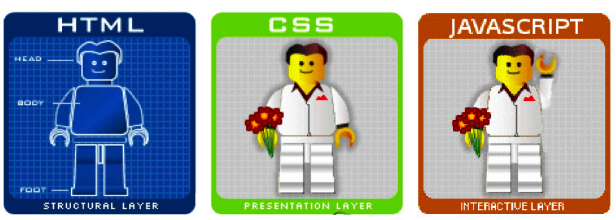 HTML
HEAD
BODY
FOOT
STRUCTURAL LAYER
CSS
PRESENTATION LAYER
JAVASCRIPT
INTERACTIVE LAYER